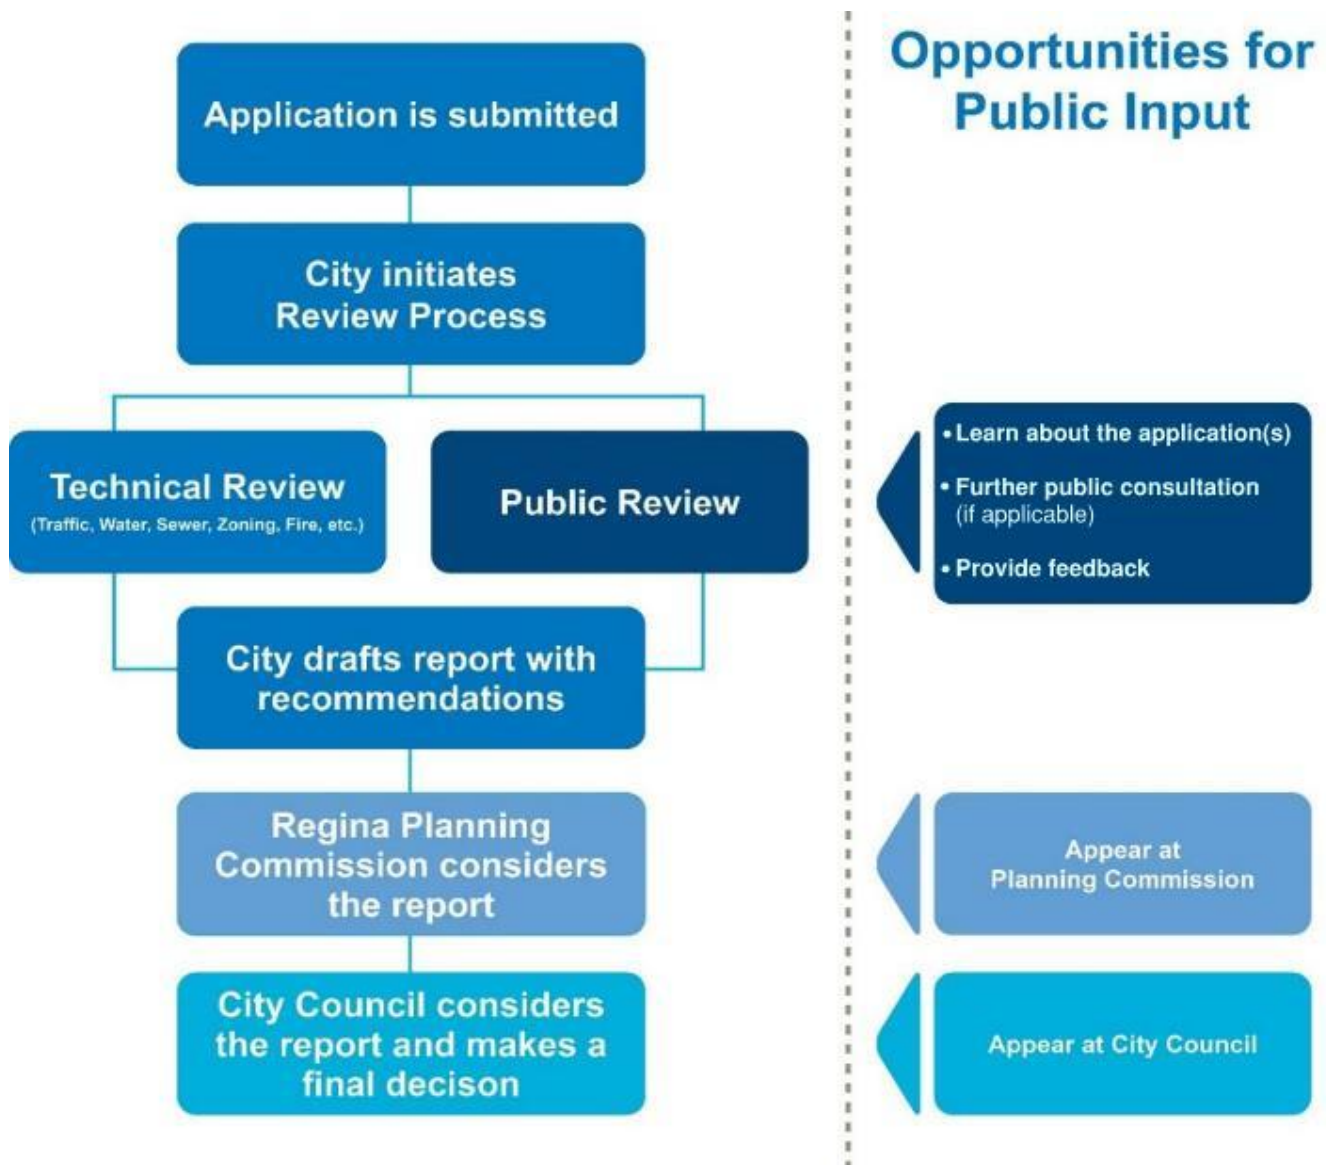 Application is submitted
City initiates
Review Process
Technical Review
(Traffic, Water, Sewer, Zoning, Fire, etc.)
Public Review
City drafts report with
recommendations
Regina Planning
Commission considers
the report
City Council considers
the report and makes a
final decison
Opportunities for
Public Input
• Learn about the application(s)
• Further public consultation
(if applicable)
• Provide feedback
Appear at
Planning Commission
Appear at City Council